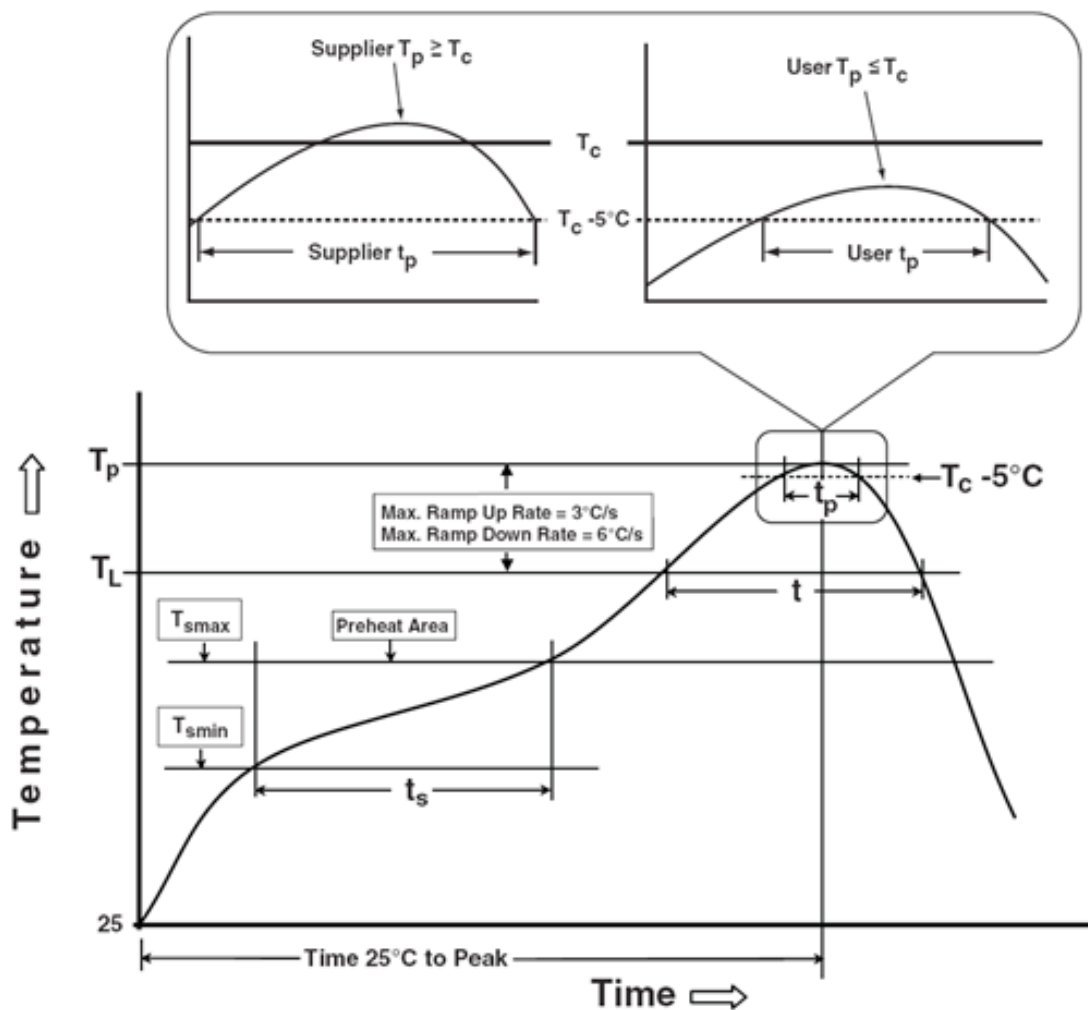 Supplier Tp ≥ Tc
User Tp ≤ Tc
Tc
Tc -5°C
Supplier tp
User tp
Tp
Tc -5°C
tp
Max. Ramp Up Rate = 3°C/s
Max. Ramp Down Rate = 6°C/s
TL
t
Tsmax
Preheat Area
Tsmin
ts
Temperature
25
Time 25°C to Peak
Time